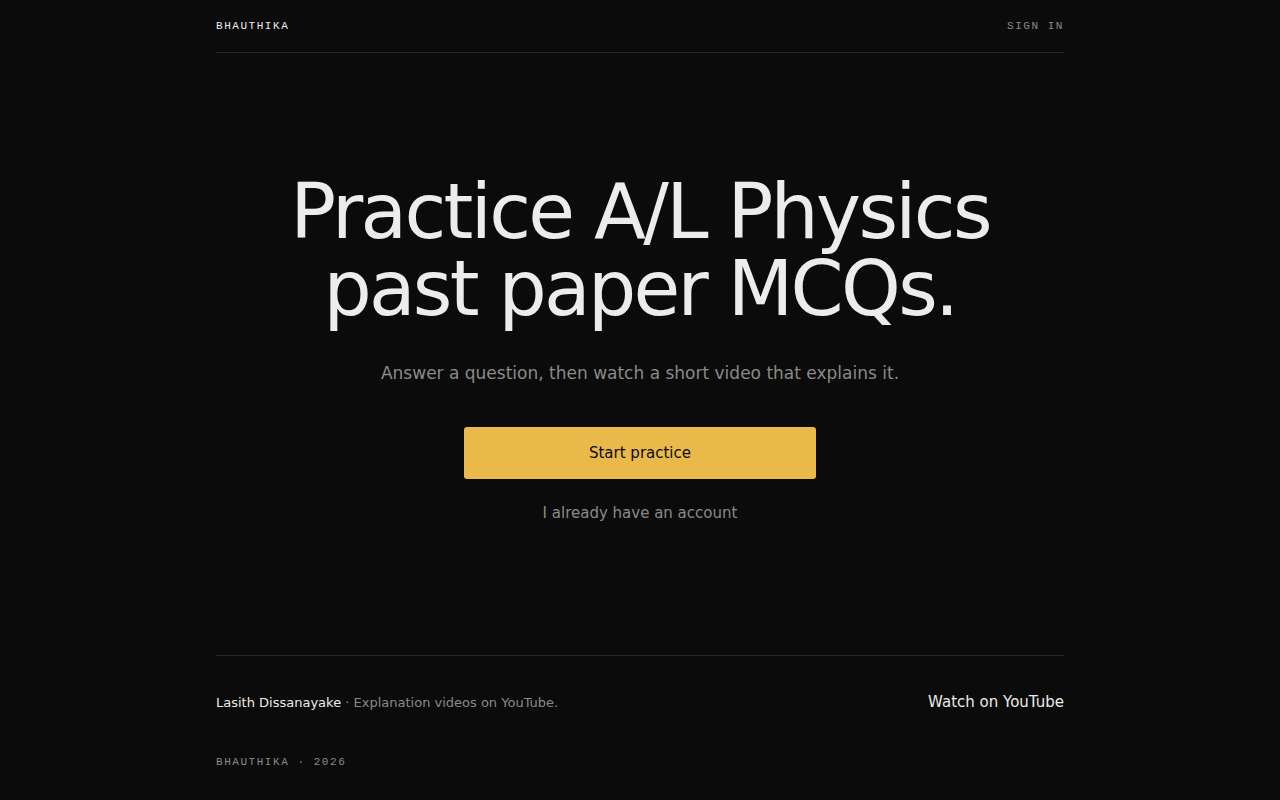 BHAUTHIKA
SIGN IN
Practice A/L Physics
past paper MCQs.
Answer a question, then watch a short video that explains it.
Start practice
I already have an account
Lasith Dissanayake · Explanation videos on YouTube.
Watch on YouTube
BHAUTHIKA · 2026